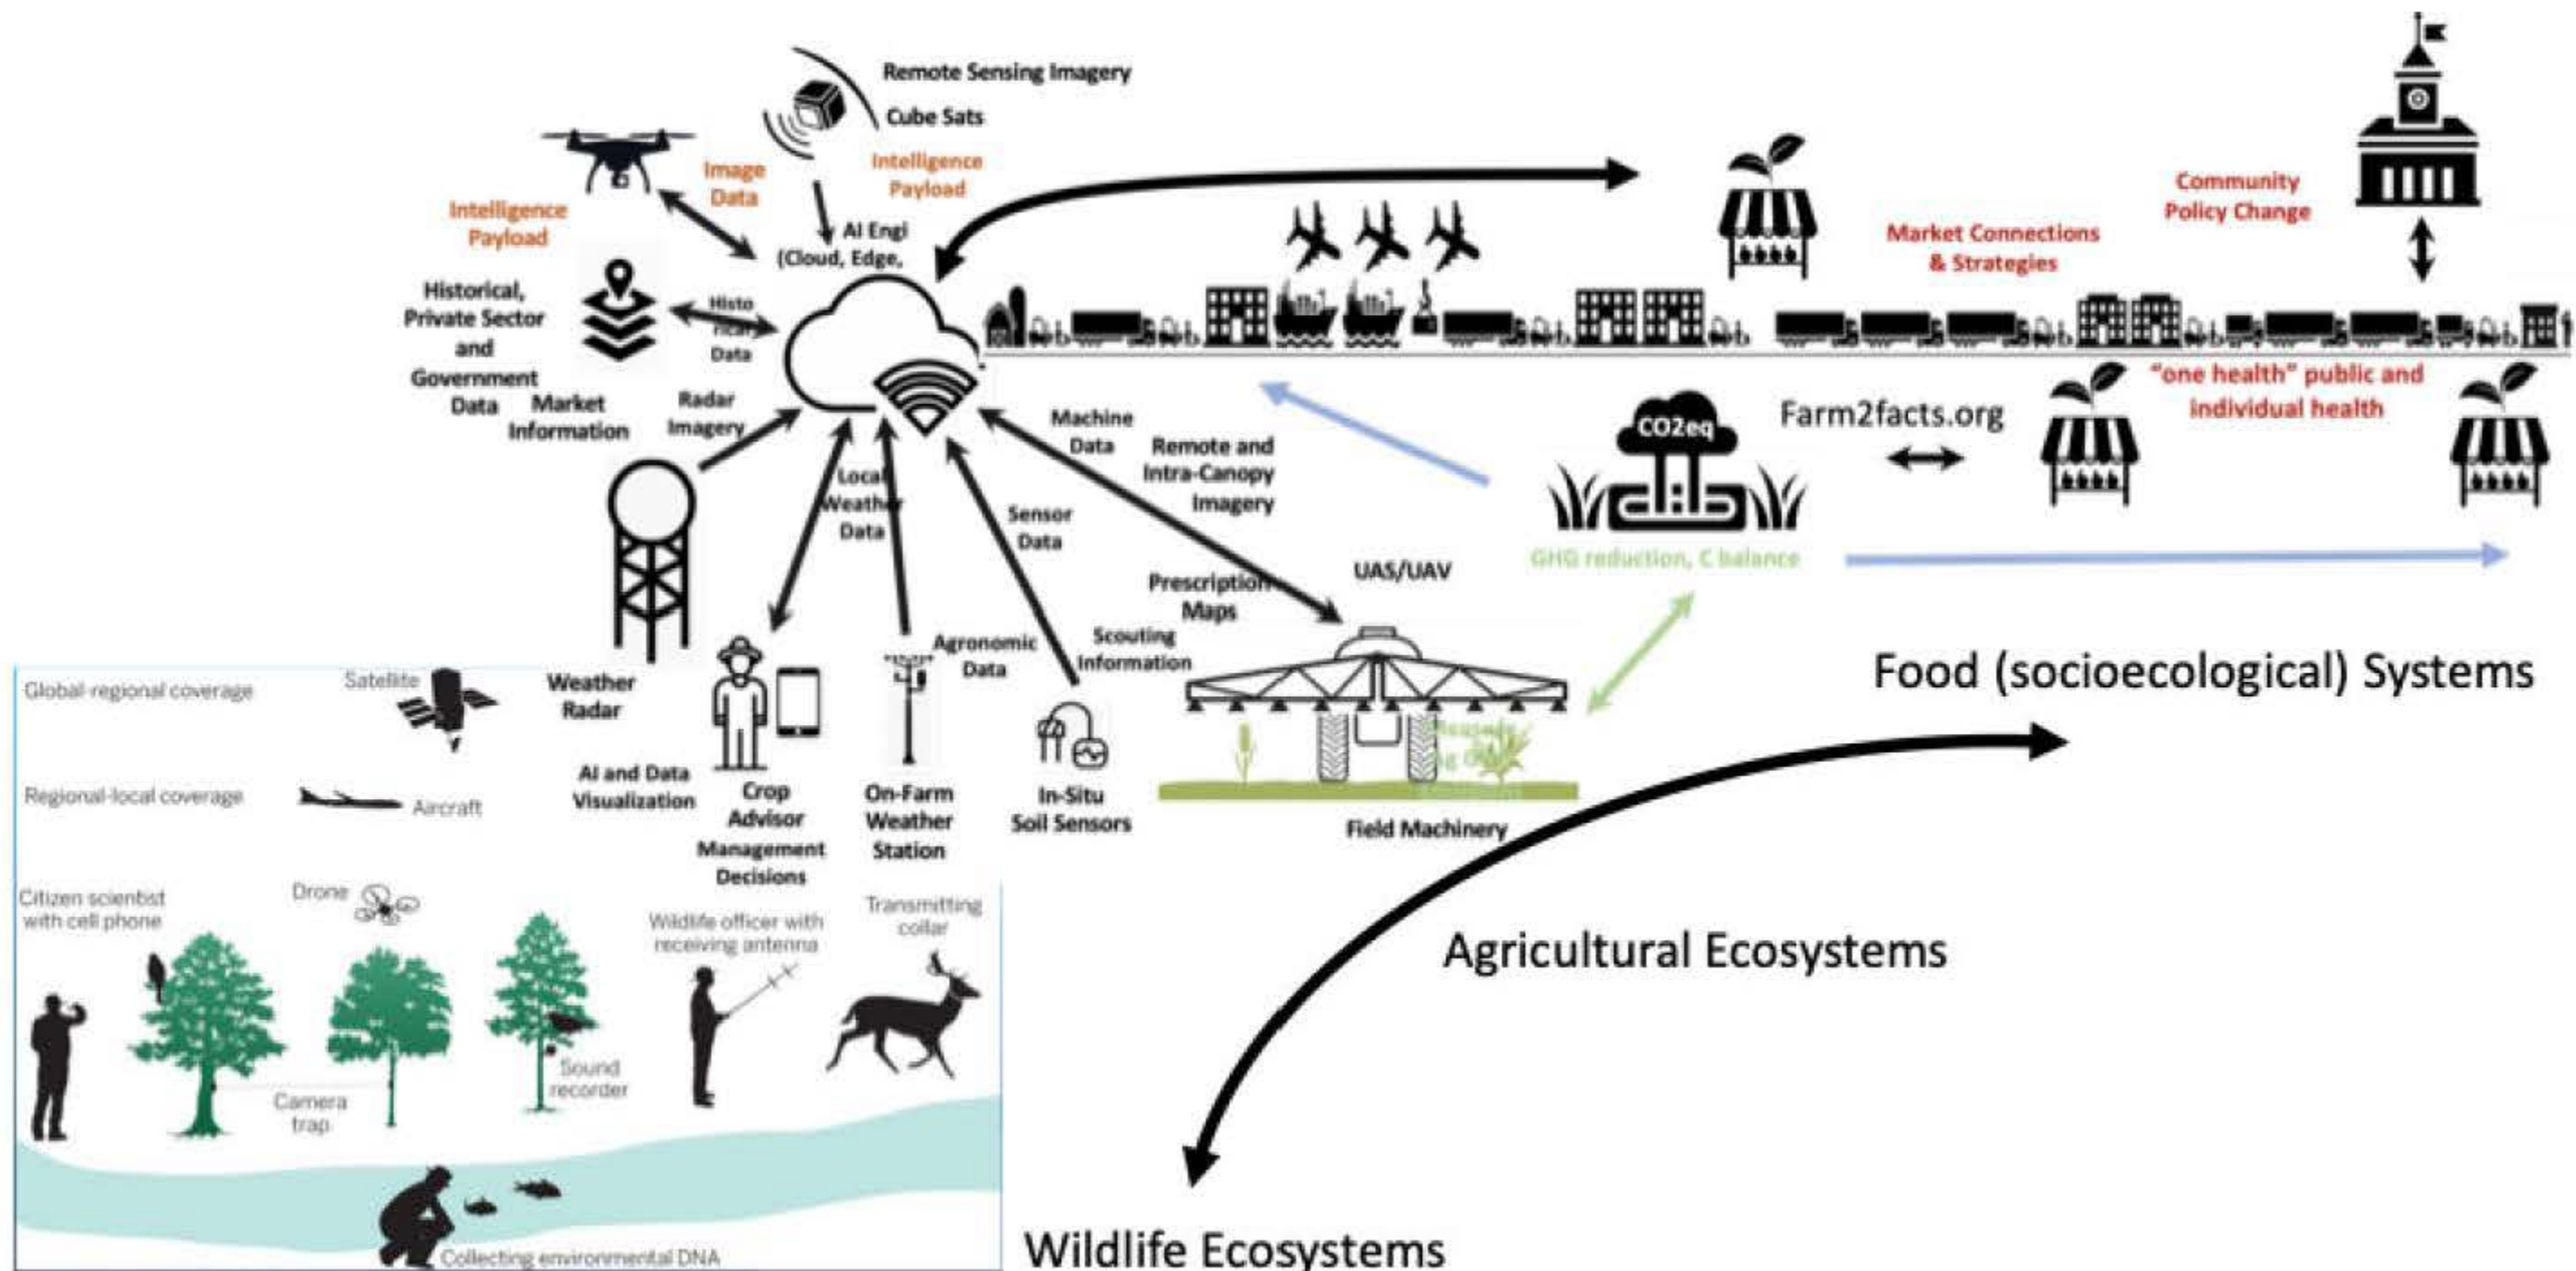 Remote Sensing Imagery
Cube Sats
Intelligence
Payload
Image
Data
Intelligence
Payload
AI Engi
(Cloud, Edge,
Historical,
Private Sector
and
Government
Data
Market
Information
Histo
rical
Data
Radar
Imagery
Local
Weather
Data
Machine
Data
Remote and
Intra-Canopy
Imagery
Sensor
Data
Prescription
Maps
UAS/UAV
Agronomic
Data
Scouting
Information
Weather
Radar
AI and Data
Visualization
Crop
Advisor
Management
Decisions
On-Farm
Weather
Station
In-Situ
Soil Sensors
Field Machinery
Community
Policy Change
Market Connections
& Strategies
"one health" public and
individual health
Farm2facts.org
CO2eq
GHG reduction, C balance
Food (socioecological) Systems
Agricultural Ecosystems
Wildlife Ecosystems
Global-regional coverage
Satellite
Regional-local coverage
Aircraft
Citizen scientist
with cell phone
Drone
Wildlife officer with
receiving antenna
Transmitting
collar
Sound
recorder
Camera
trap
Collecting environmental DNA